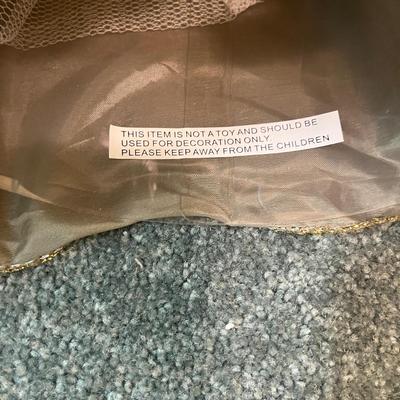 THIS ITEM IS NOT A TOY AND SHOULD BE
USED FOR DECORATION ONLY.
PLEASE KEEP AWAY FROM THE CHILDREN